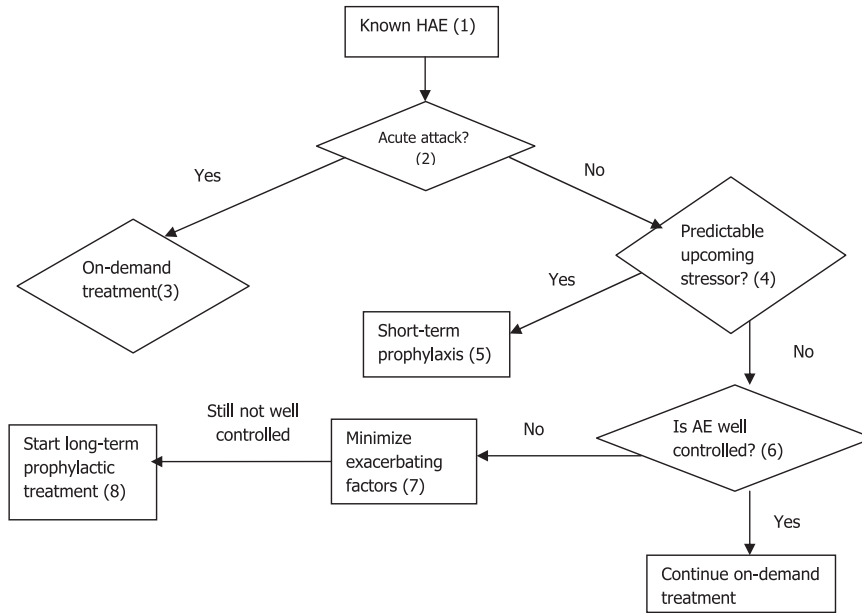 Known HAE (1)
Acute attack?
(2)
Yes
No
On-demand
treatment(3)
Predictable
upcoming
stressor? (4)
Yes
Short-term
prophylaxis (5)
No
Is AE well
controlled? (6)
No
Minimize
exacerbating
factors (7)
Still not well
controlled
Start long-term
prophylactic
treatment (8)
Yes
Continue on-demand
treatment